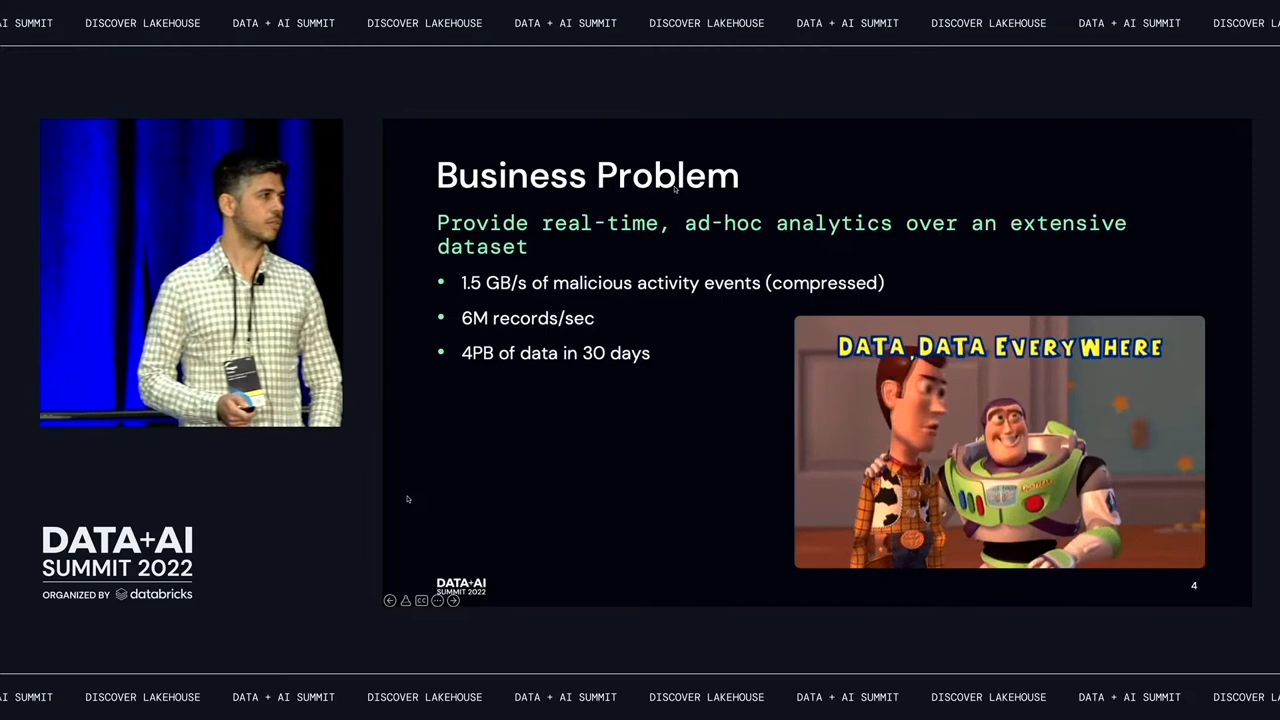 AI SUMMIT DISCOVER LAKEHOUSE DATA + AI SUMMIT DISCOVER LAKEHOUSE DATA + AI SUMMIT DISCOVER LAKEHOUSE DATA + AI SUMMIT DISCOVER LAKEHOUSE DATA + AI SUMMIT DISCOVER
Business Problem
Provide real-time, ad-hoc analytics over an extensive
dataset
• 1.5 GB/s of malicious activity events (compressed)
• 6M records/sec
• 4PB of data in 30 days
DATA, DATA EVERYWHERE
DATA+AI
SUMMIT 2022
4
CC
DATA+AI
SUMMIT 2022
ORGANIZED BY databricks
AI SUMMIT DISCOVER LAKEHOUSE DATA + AI SUMMIT DISCOVER LAKEHOUSE DATA + AI SUMMIT DISCOVER LAKEHOUSE DATA + AI SUMMIT DISCOVER LAKEHOUSE DATA + AI SUMMIT DISCOVER